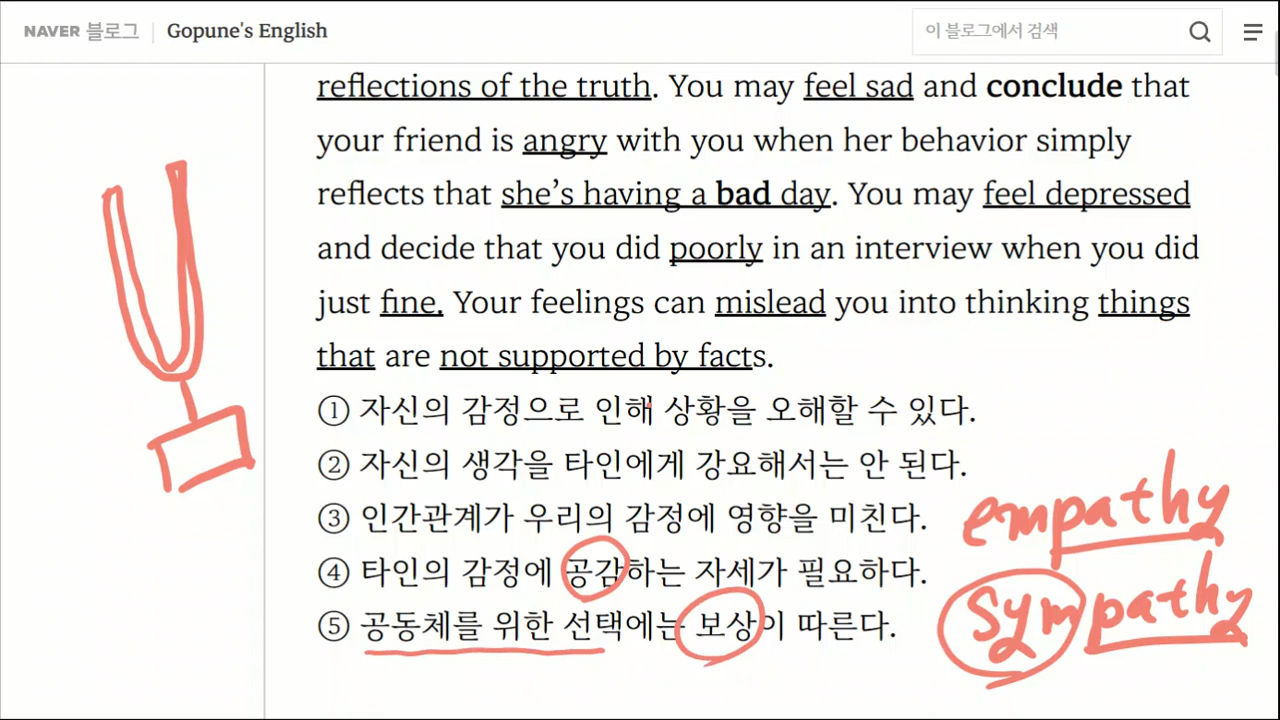 NAVER 블로그 Gopune's English 이 블로그에서 검색
reflections of the truth. You may feel sad and conclude that
your friend is angry with you when her behavior simply
reflects that she's having a bad day. You may feel depressed
and decide that you did poorly in an interview when you did
just fine. Your feelings can mislead you into thinking things
that are not supported by facts.
① 자신의 감정으로 인해 상황을 오해할 수 있다.
② 자신의 생각을 타인에게 강요해서는 안 된다.
③ 인간관계가 우리의 감정에 영향을 미친다.
④ 타인의 감정에 공감하는 자세가 필요하다.
⑤ 공동체를 위한 선택에는 보상이 따른다.
empathy
sympathy